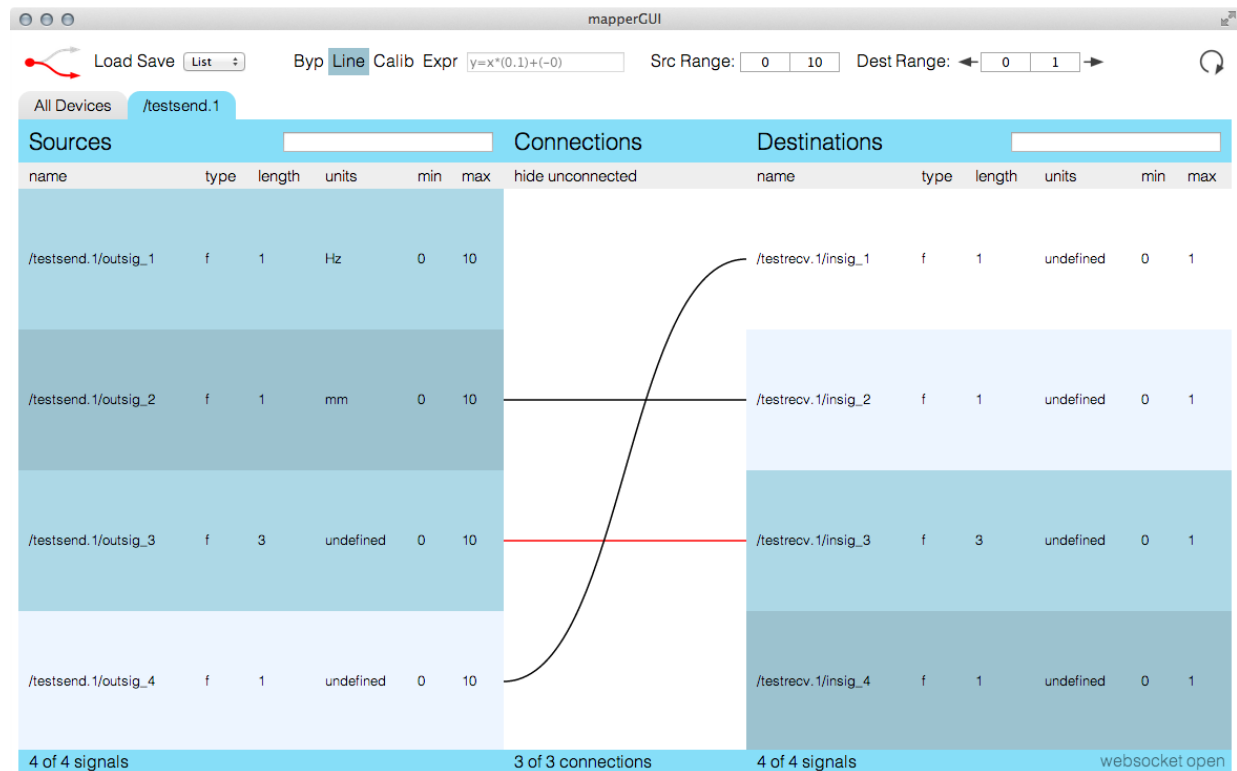 mapperGUI
Load Save List Byp Line Calib Expr y=x*(0.1)+(-0) Src Range: 0 10 Dest Range: 0 1
All Devices /testsend.1
Sources Connections Destinations
name type length units min max hide unconnected name type length units min max
/testsend.1/outsig_1 f 1 Hz 0 10 /testrecv.1/insig_1 f 1 undefined 0 1
/testsend.1/outsig_2 f 1 mm 0 10 /testrecv.1/insig_2 f 1 undefined 0 1
/testsend.1/outsig_3 f 3 undefined 0 10 /testrecv.1/insig_3 f 3 undefined 0 1
/testsend.1/outsig_4 f 1 undefined 0 10 /testrecv.1/insig_4 f 1 undefined 0 1
4 of 4 signals 3 of 3 connections 4 of 4 signals websocket open